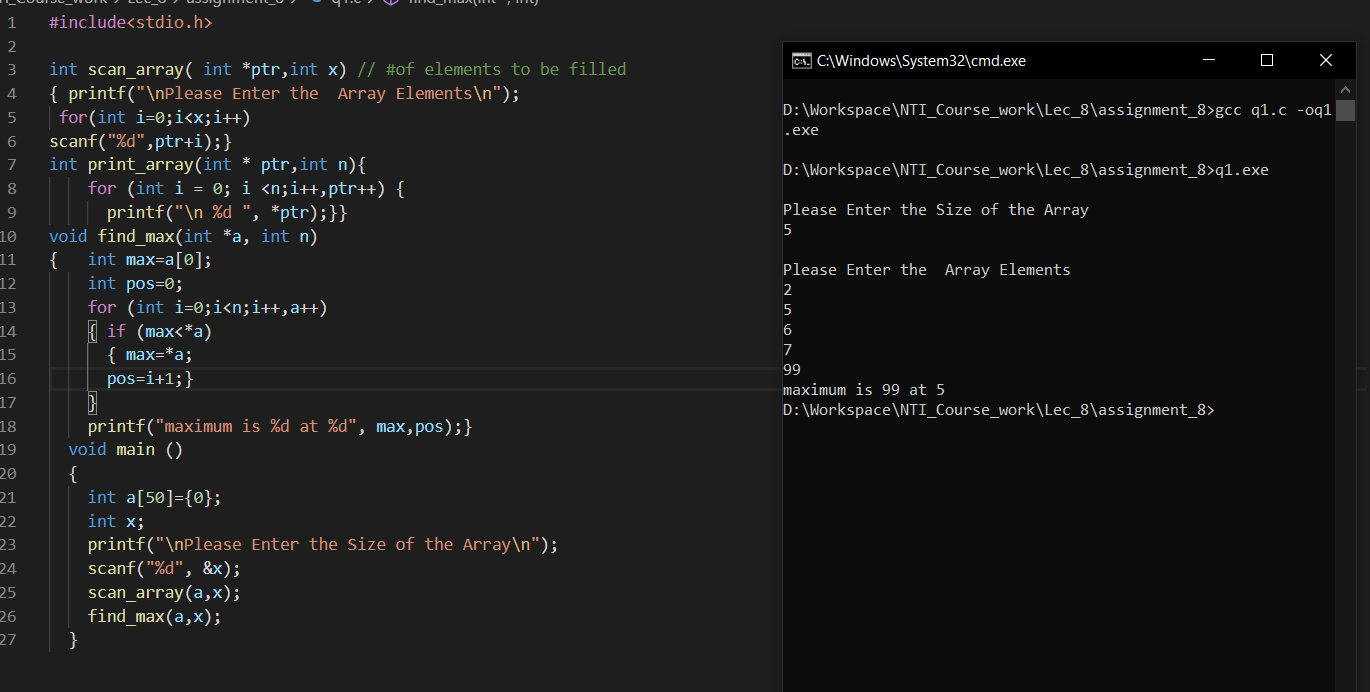 Lec_8 > assignment_8 > q1.c > find_max(int *, int)
1 #include<stdio.h>
2
3 int scan_array( int *ptr,int x) // #of elements to be filled
4 { printf("\nPlease Enter the  Array Elements\n");
5 for(int i=0;i<x;i++)
6 scanf("%d",ptr+i);}
7 int print_array(int * ptr,int n){
8 for (int i = 0; i <n;i++,ptr++) {
9 printf("\n %d ", *ptr);}}
10 void find_max(int *a, int n)
11 {   int max=a[0];
12 int pos=0;
13 for (int i=0;i<n;i++,a++)
14 { if (max<*a)
15 { max=*a;
16 pos=i+1;}
17 }
18 printf("maximum is %d at %d", max,pos);}
19 void main ()
20 {
21 int a[50]={0};
22 int x;
23 printf("\nPlease Enter the Size of the Array\n");
24 scanf("%d", &x);
25 scan_array(a,x);
26 find_max(a,x);
27 }
C:\Windows\System32\cmd.exe
D:\Workspace\NTI_Course_work\Lec_8\assignment_8>gcc q1.c -oq1
.exe
D:\Workspace\NTI_Course_work\Lec_8\assignment_8>q1.exe
Please Enter the Size of the Array
5
Please Enter the  Array Elements
2
5
6
7
99
maximum is 99 at 5
D:\Workspace\NTI_Course_work\Lec_8\assignment_8>